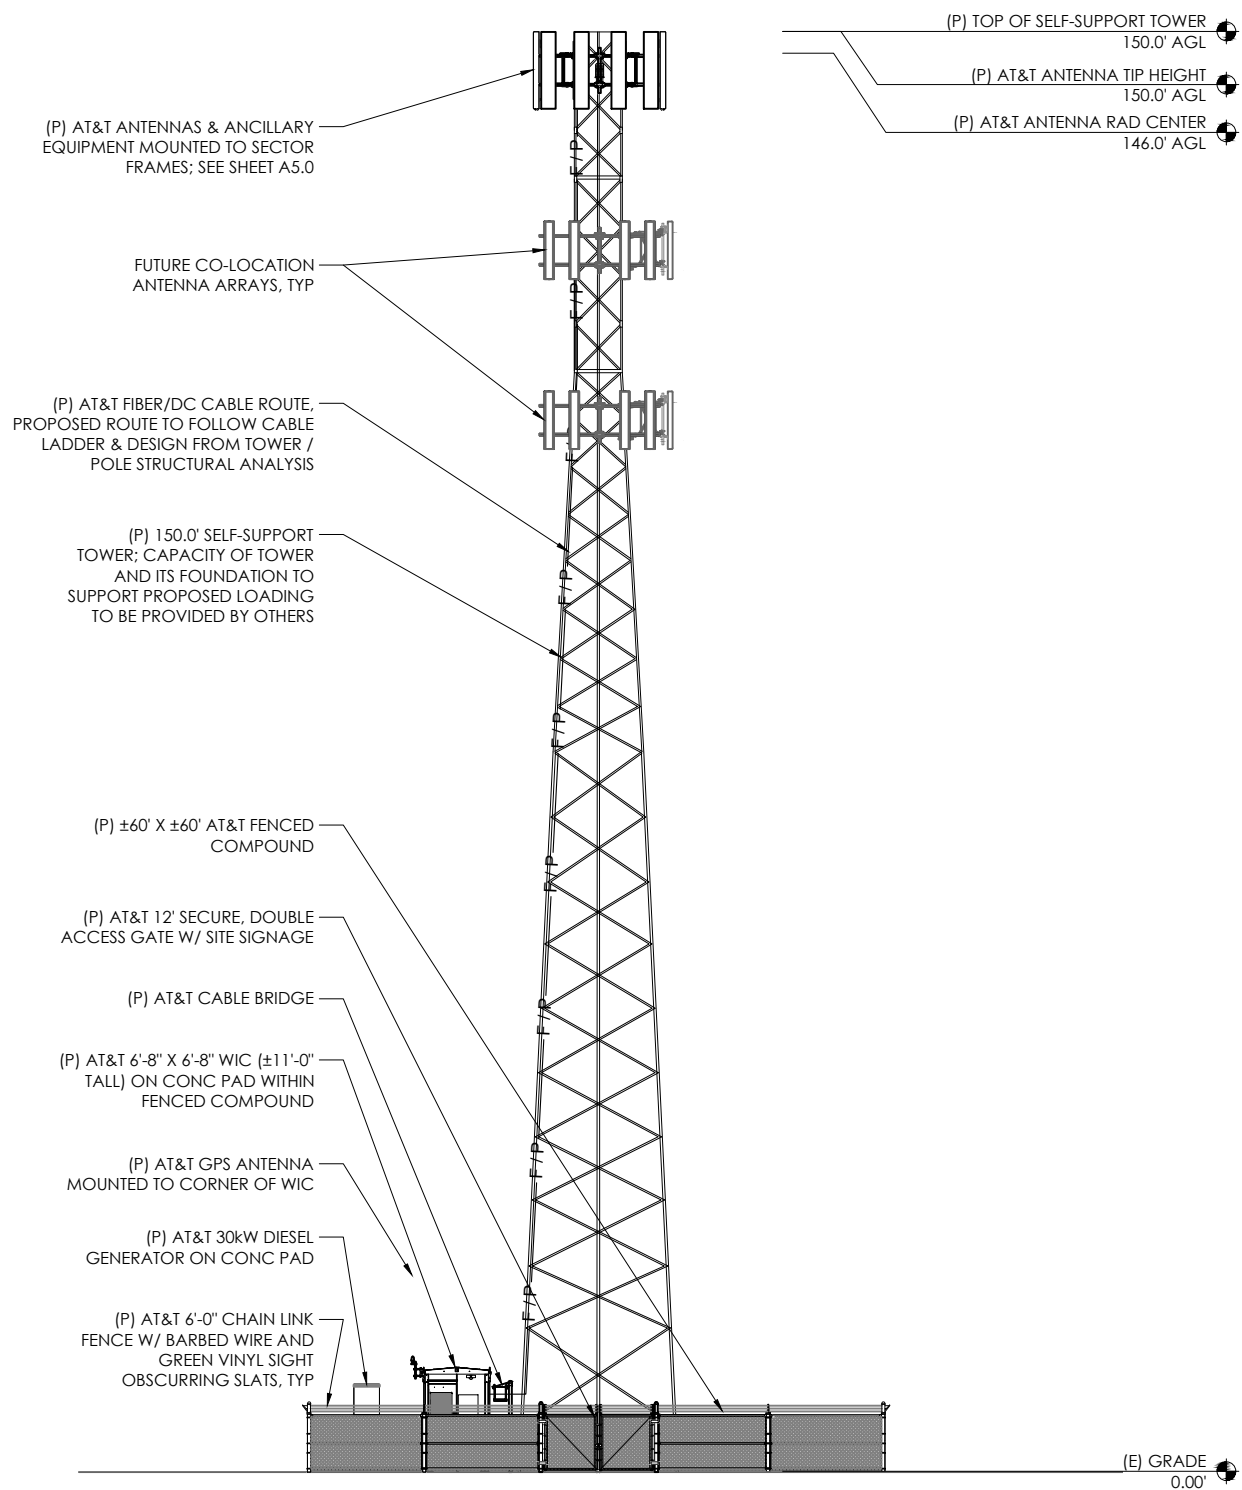 (P) TOP OF SELF-SUPPORT TOWER
150.0' AGL
(P) AT&T ANTENNA TIP HEIGHT
150.0' AGL
(P) AT&T ANTENNA RAD CENTER
146.0' AGL
(P) AT&T ANTENNAS & ANCILLARY
EQUIPMENT MOUNTED TO SECTOR
FRAMES; SEE SHEET A5.0
F/P
FUTURE CO-LOCATION
ANTENNA ARRAYS, TYP
F/P
(P) AT&T FIBER/DC CABLE ROUTE,
PROPOSED ROUTE TO FOLLOW CABLE
LADDER & DESIGN FROM TOWER /
POLE STRUCTURAL ANALYSIS
F
(P) 150.0' SELF-SUPPORT
TOWER; CAPACITY OF TOWER
AND ITS FOUNDATION TO
SUPPORT PROPOSED LOADING
TO BE PROVIDED BY OTHERS
F/P
F/P
(P) ±60' X ±60' AT&T FENCED
COMPOUND
F/P
(P) AT&T 12' SECURE, DOUBLE
ACCESS GATE W/ SITE SIGNAGE
(P) AT&T CABLE BRIDGE
F/P
(P) AT&T 6'-8" X 6'-8" WIC (±11'-0"
TALL) ON CONC PAD WITHIN
FENCED COMPOUND
(P) AT&T GPS ANTENNA
MOUNTED TO CORNER OF WIC
F/P
(P) AT&T 30kW DIESEL
GENERATOR ON CONC PAD
F/P
(P) AT&T 6'-0" CHAIN LINK
FENCE W/ BARBED WIRE AND
GREEN VINYL SIGHT
OBSCURRING SLATS, TYP
(E) GRADE
0.00'